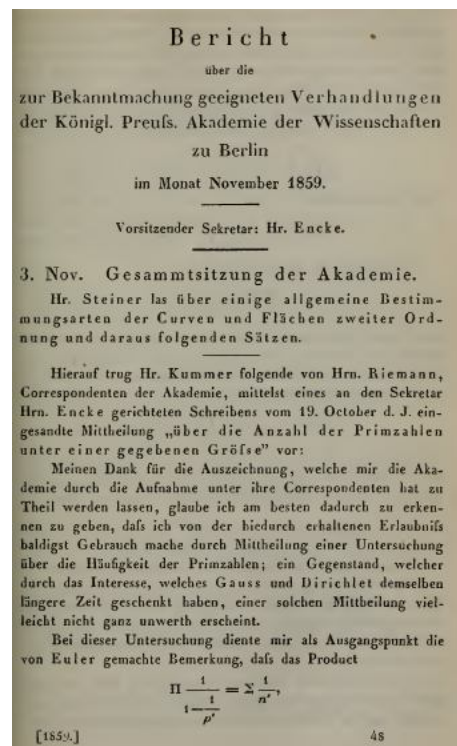 Bericht
über die
zur Bekanntmachung geeigneten Verhandlungen
der Königl. Preuſs. Akademie der Wissenschaften
zu Berlin
im Monat November 1859.
Vorsitzender Sekretar: Hr. Encke.
3. Nov. Gesammtsitzung der Akademie.
Hr. Steiner las über einige allgemeine Bestim-
mungsarten der Curven und Flächen zweiter Ord-
nung und daraus folgenden Sätzen.
Hierauf trug Hr. Kummer folgende von Hrn. Riemann,
Correspondenten der Akademie, mittelst eines an den Sekretar
Hrn. Encke gerichteten Schreibens vom 19. October d. J. ein-
gesandte Mittheilung „über die Anzahl der Primzahlen
unter einer gegebenen Gröſse" vor:
Meinen Dank für die Auszeichnung, welche mir die Aka-
demie durch die Aufnahme unter ihre Correspondenten hat zu
Theil werden lassen, glaube ich am besten dadurch zu erken-
nen zu geben, daſs ich von der hiedurch erhaltenen Erlaubniſs
baldigst Gebrauch mache durch Mittheilung einer Untersuchung
über die Häufigkeit der Primzahlen; ein Gegenstand, welcher
durch das Interesse, welches Gauss und Dirichlet demselben
längere Zeit geschenkt haben, einer solchen Mittheilung viel-
leicht nicht ganz unwerth erscheint.
Bei dieser Untersuchung diente mir als Ausgangspunkt die
von Euler gemachte Bemerkung, daſs das Product
Π 1/(1 − 1/pˢ) = Σ 1/nˢ,
[1859.] 48